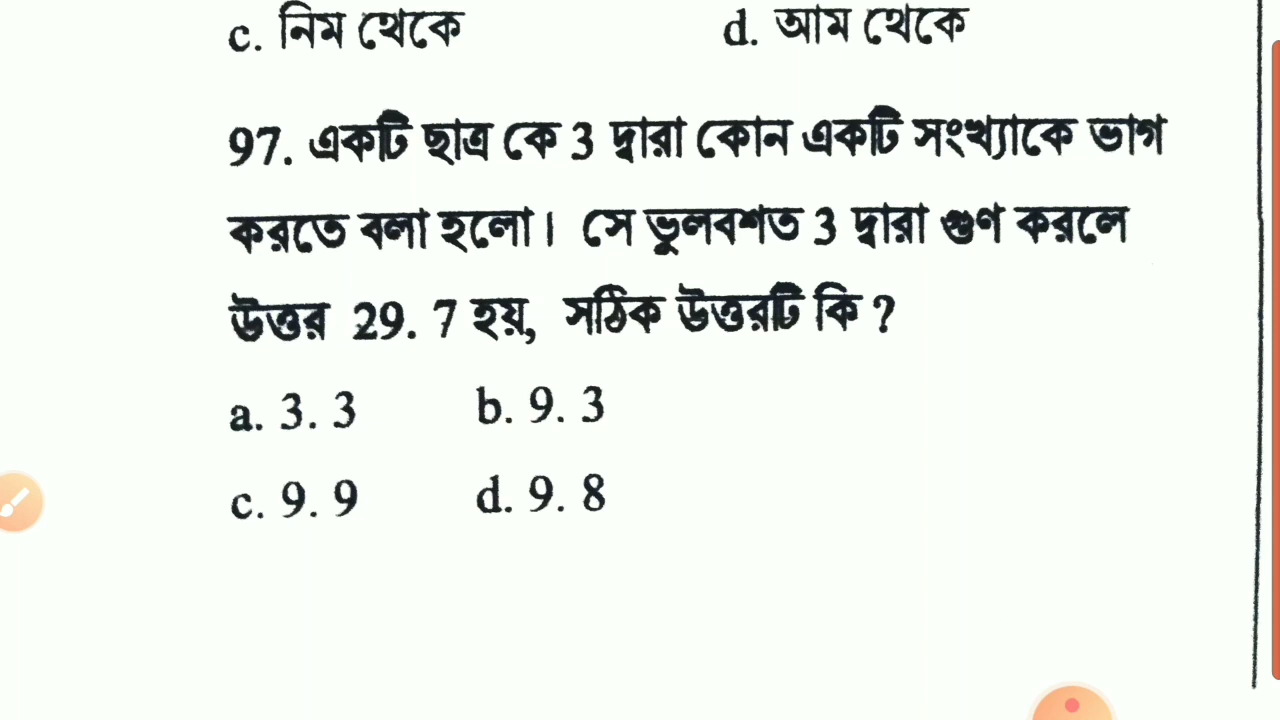 c. নিম থেকে d. আম থেকে
97. একটি ছাত্র কে 3 দ্বারা কোন একটি সংখ্যাকে ভাগ
করতে বলা হলো। সে ভুলবশত 3 দ্বারা গুণ করলে
উত্তর 29. 7 হয়, সঠিক উত্তরটি কি ?
a. 3. 3 b. 9. 3
c. 9. 9 d. 9. 8